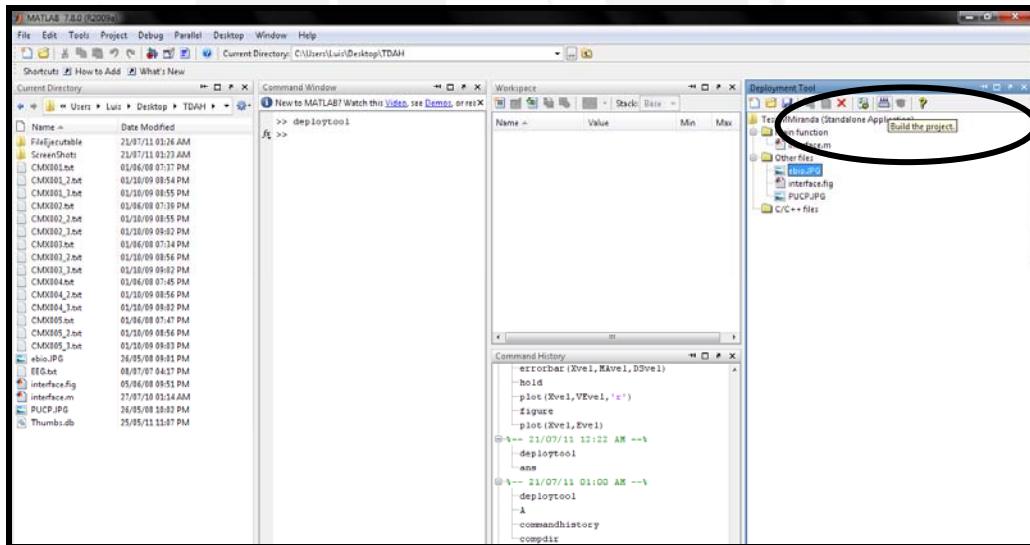 MATLAB 7.8.0 (R2009a)
File Edit Tools Project Debug Parallel Desktop Window Help
Current Directory: C:\Users\Luis\Desktop\TDAH
Shortcuts How to Add What's New
Current Directory
« Users ▸ Luis ▸ Desktop ▸ TDAH ▸
Name Date Modified
FileEjecutable 21/07/11 01:26 AM
ScreenShots 21/07/11 01:23 AM
CMX001.txt 01/06/08 07:37 PM
CMX001_2.txt 01/10/09 08:54 PM
CMX001_3.txt 01/10/09 08:55 PM
CMX002.txt 01/06/08 07:39 PM
CMX002_2.txt 01/10/09 08:55 PM
CMX002_3.txt 01/10/09 09:02 PM
CMX003.txt 01/06/08 07:34 PM
CMX003_2.txt 01/10/09 08:56 PM
CMX003_3.txt 01/10/09 09:02 PM
CMX004.txt 01/06/08 07:45 PM
CMX004_2.txt 01/10/09 08:56 PM
CMX004_3.txt 01/10/09 09:02 PM
CMX005.txt 01/06/08 07:47 PM
CMX005_2.txt 01/10/09 08:56 PM
CMX005_3.txt 01/10/09 09:03 PM
ebio.JPG 26/05/08 09:01 PM
EEG.txt 08/07/07 04:17 PM
interface.fig 05/06/08 09:51 PM
interface.m 27/07/10 01:14 AM
PUCP.JPG 26/05/08 10:02 PM
Thumbs.db 25/05/11 11:07 PM
Command Window
New to MATLAB? Watch this Video, see Demos, or
>> deploytool
fx >>
Workspace
Stack: Base
Name Value Min Max
Command History
errorbar(Xvel,MAvel,DSvel)
hold
plot(Xvel,VEvel,'r')
figure
plot(Xvel,Evel)
%-- 21/07/11 12:22 AM --%
deploytool
ans
%-- 21/07/11 01:00 AM --%
deploytool
A
commandhistory
compdir
Deployment Tool
(Standalone Application)
Build the project.
Main function
interface.m
Other files
ebio.JPG
interface.fig
PUCP.JPG
C/C++ files